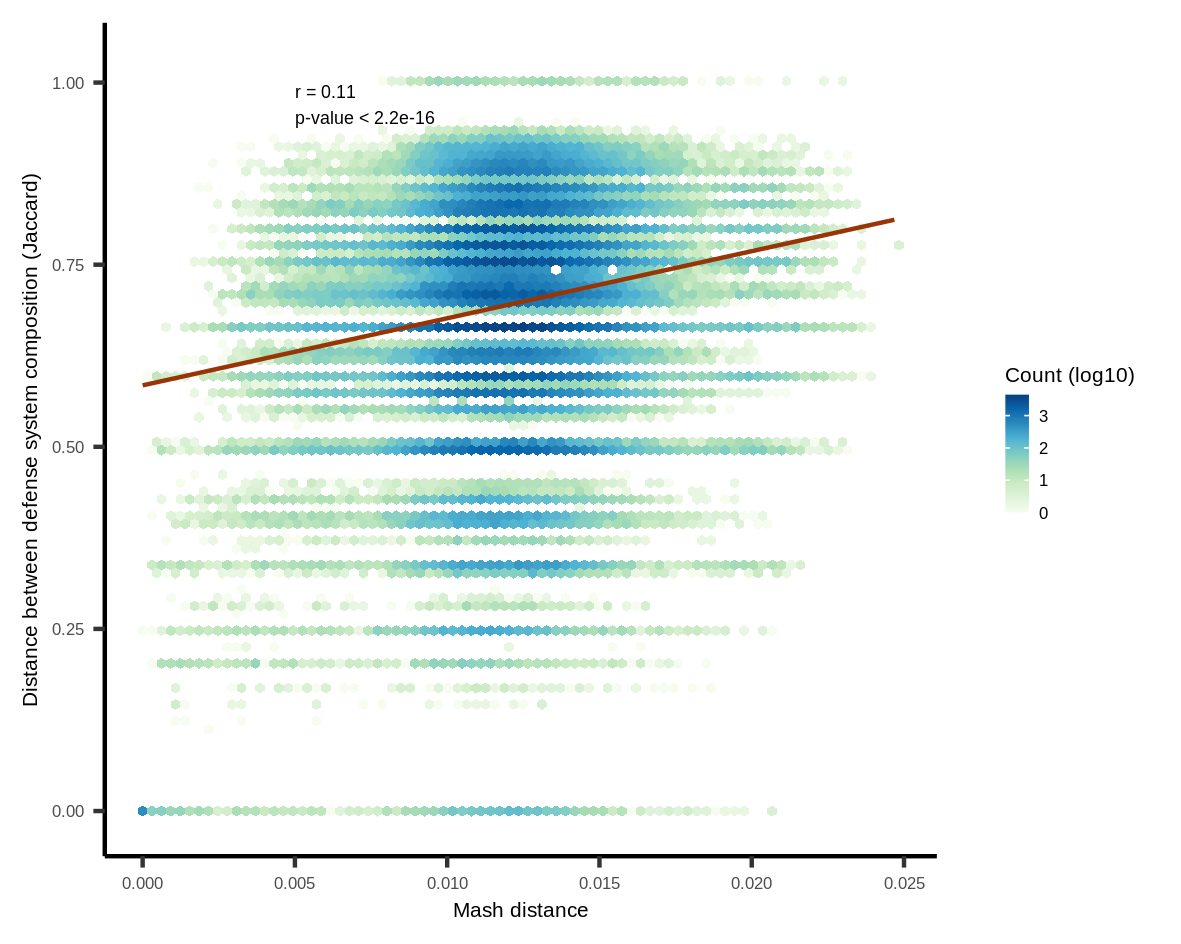 r = 0.11
p-value < 2.2e-16
1.00
0.75
0.50
0.25
0.00
Distance between defense system composition (Jaccard)
0.000 0.005 0.010 0.015 0.020 0.025
Mash distance
Count (log10)
3
2
1
0